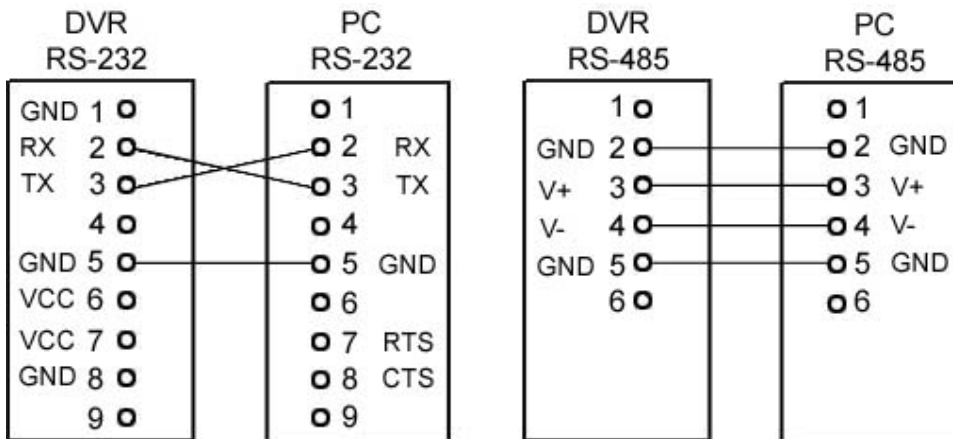 DVR PC DVR PC
RS-232 RS-232 RS-485 RS-485
GND 1 1 1 1
RX 2 2 RX GND 2 2 GND
TX 3 3 TX V+ 3 3 V+
4 4 V- 4 4 V-
GND 5 5 GND GND 5 5 GND
VCC 6 6 6 6
VCC 7 7 RTS
GND 8 8 CTS
9 9